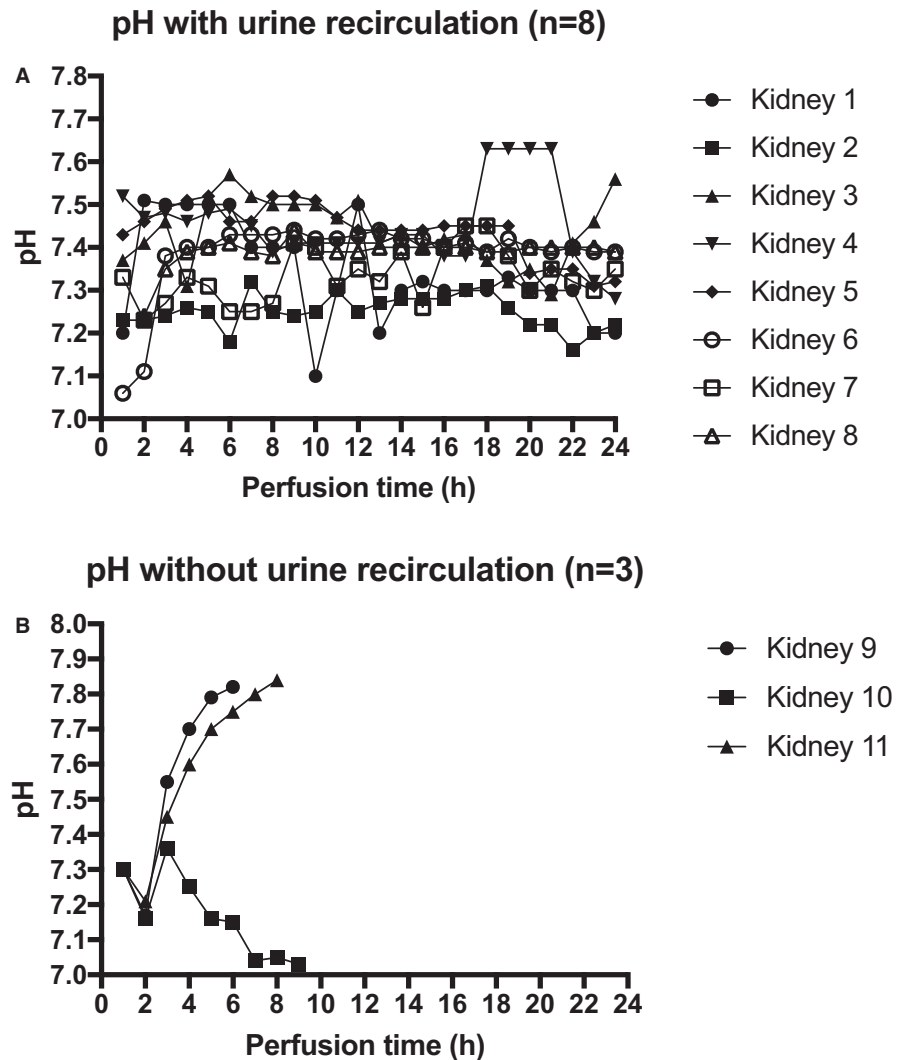 pH with urine recirculation (n=8)
A
7.8
7.7
7.6
7.5
7.4
7.3
7.2
7.1
7.0
pH
0 2 4 6 8 10 12 14 16 18 20 22 24
Perfusion time (h)
Kidney 1
Kidney 2
Kidney 3
Kidney 4
Kidney 5
Kidney 6
Kidney 7
Kidney 8
pH without urine recirculation (n=3)
B
8.0
7.9
7.8
7.7
7.6
7.5
7.4
7.3
7.2
7.1
7.0
pH
0 2 4 6 8 10 12 14 16 18 20 22 24
Perfusion time (h)
Kidney 9
Kidney 10
Kidney 11